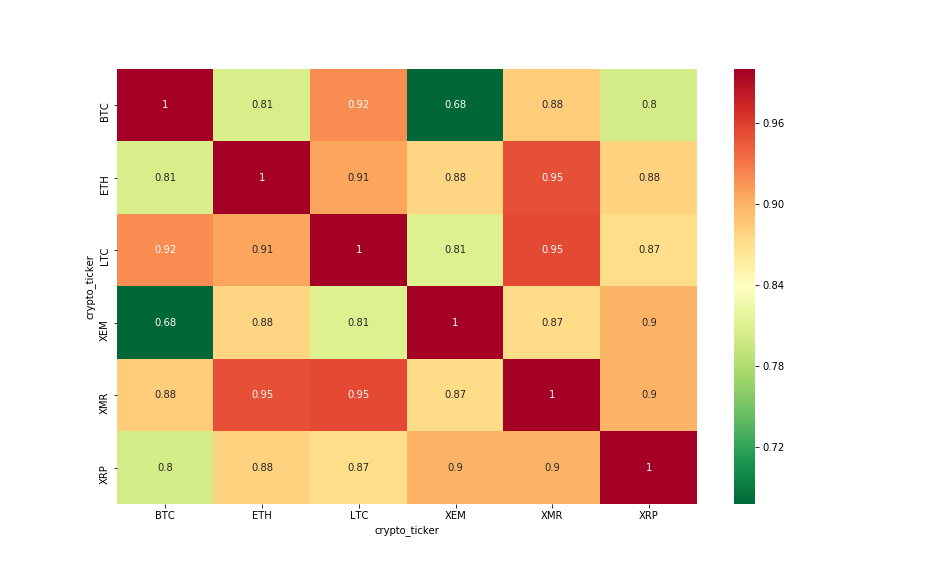 BTC 1 0.81 0.92 0.68 0.88 0.8
ETH 0.81 1 0.91 0.88 0.95 0.88
LTC 0.92 0.91 1 0.81 0.95 0.87
XEM 0.68 0.88 0.81 1 0.87 0.9
XMR 0.88 0.95 0.95 0.87 1 0.9
XRP 0.8 0.88 0.87 0.9 0.9 1
crypto_ticker
BTC ETH LTC XEM XMR XRP
crypto_ticker
0.96
0.90
0.84
0.78
0.72